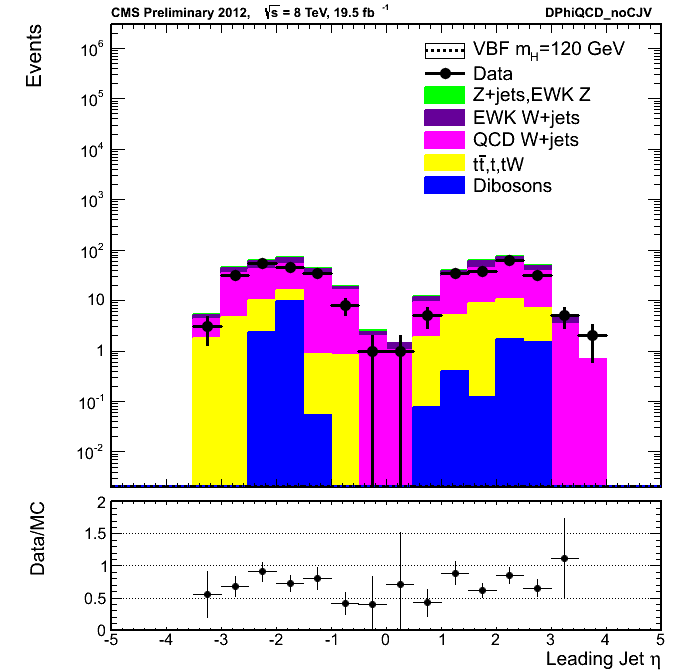 CMS Preliminary 2012, √s = 8 TeV, 19.5 fb⁻¹ DPhiQCD_noCJV
Events
VBF m_H=120 GeV
Data
Z+jets,EWK Z
EWK W+jets
QCD W+jets
tt̄,t,tW
Dibosons
10⁶
10⁵
10⁴
10³
10²
10
1
10⁻¹
10⁻²
Data/MC
2
1.5
1
0.5
0
-5 -4 -3 -2 -1 0 1 2 3 4 5
Leading Jet η